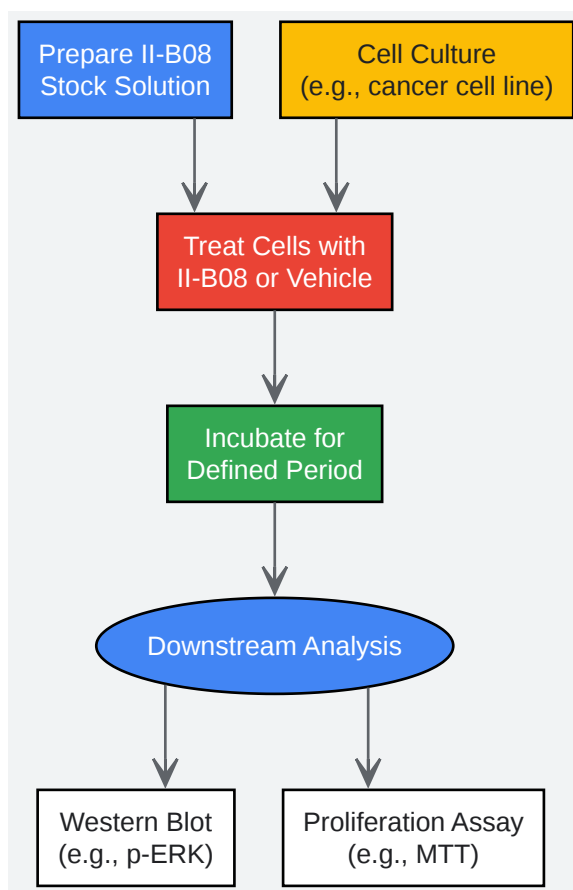 Prepare II-B08
Stock Solution
Cell Culture
(e.g., cancer cell line)
Treat Cells with
II-B08 or Vehicle
Incubate for
Defined Period
Downstream Analysis
Western Blot
(e.g., p-ERK)
Proliferation Assay
(e.g., MTT)